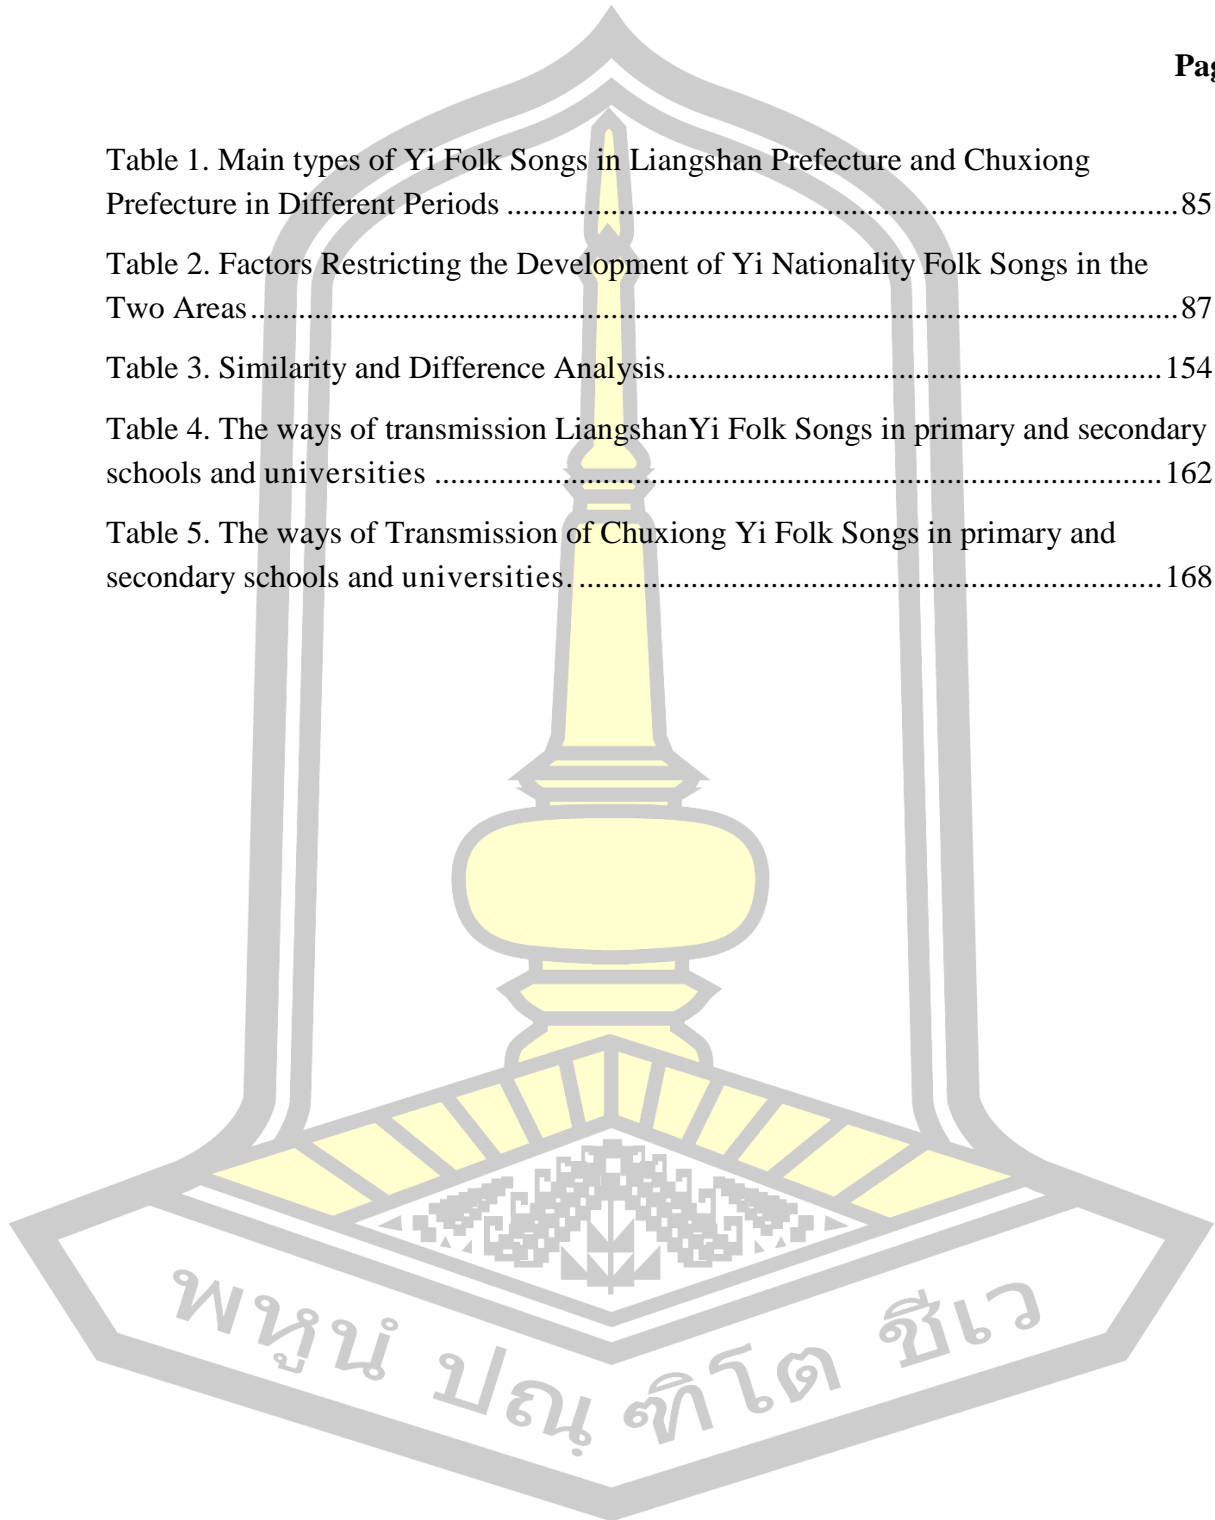 Pag
Table 1. Main types of Yi Folk Songs in Liangshan Prefecture and Chuxiong
Prefecture in Different Periods ........................................................................................85
Table 2. Factors Restricting the Development of Yi Nationality Folk Songs in the
Two Areas.........................................................................................................................87
Table 3. Similarity and Difference Analysis.................................................................154
Table 4. The ways of transmission LiangshanYi Folk Songs in primary and secondary
schools and universities ................................................................................................162
Table 5. The ways of Transmission of Chuxiong Yi Folk Songs in primary and
secondary schools and universities. .............................................................................168
พหูนํ ปณฺฑิโต ชีเว